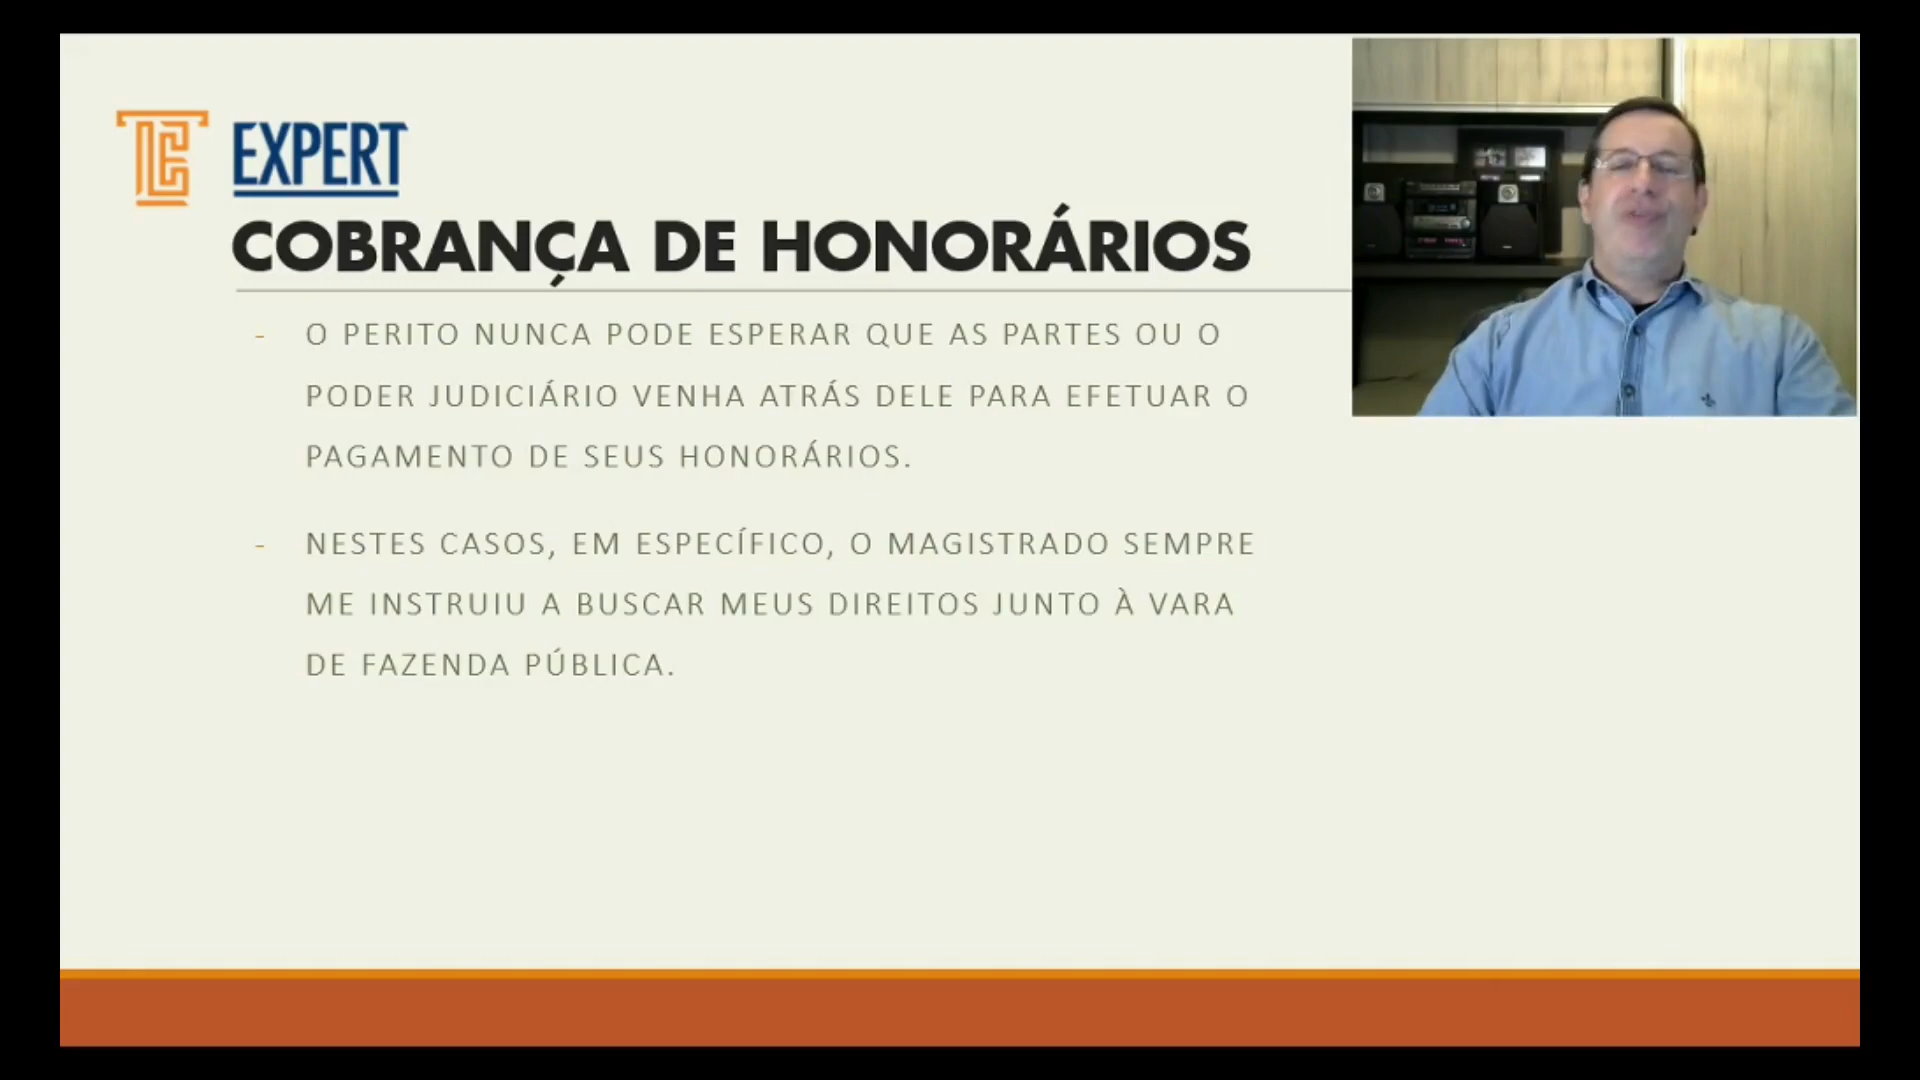 EXPERT
COBRANÇA DE HONORÁRIOS
- O PERITO NUNCA PODE ESPERAR QUE AS PARTES OU O
PODER JUDICIÁRIO VENHA ATRÁS DELE PARA EFETUAR O
PAGAMENTO DE SEUS HONORÁRIOS.
- NESTES CASOS, EM ESPECÍFICO, O MAGISTRADO SEMPRE
ME INSTRUIU A BUSCAR MEUS DIREITOS JUNTO À VARA
DE FAZENDA PÚBLICA.